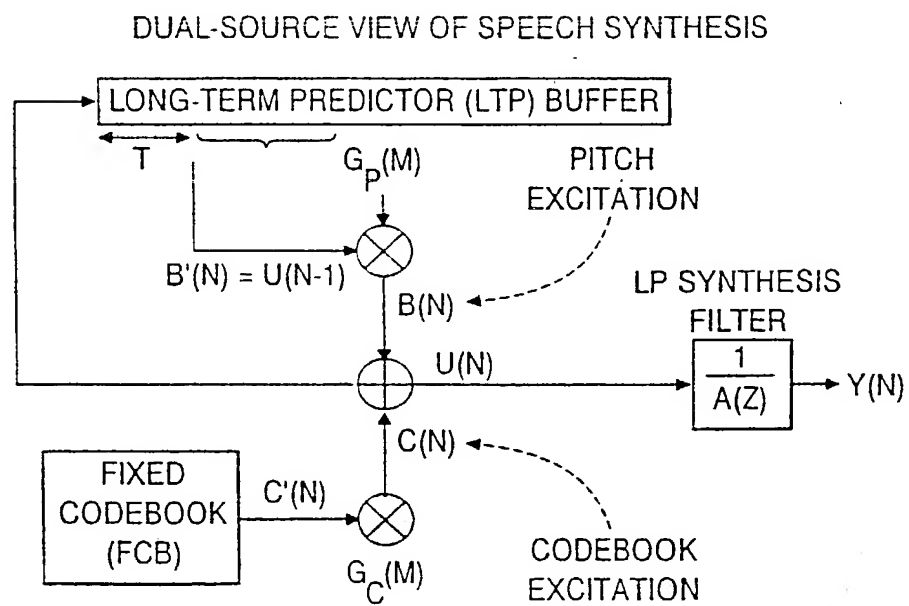 DUAL-SOURCE VIEW OF SPEECH SYNTHESIS
LONG-TERM PREDICTOR (LTP) BUFFER
T
G_P(M)
PITCH
EXCITATION
B'(N) = U(N-1)
B(N)
LP SYNTHESIS
FILTER
U(N)
1
A(Z)
Y(N)
C(N)
FIXED
CODEBOOK
(FCB)
C'(N)
G_C(M)
CODEBOOK
EXCITATION